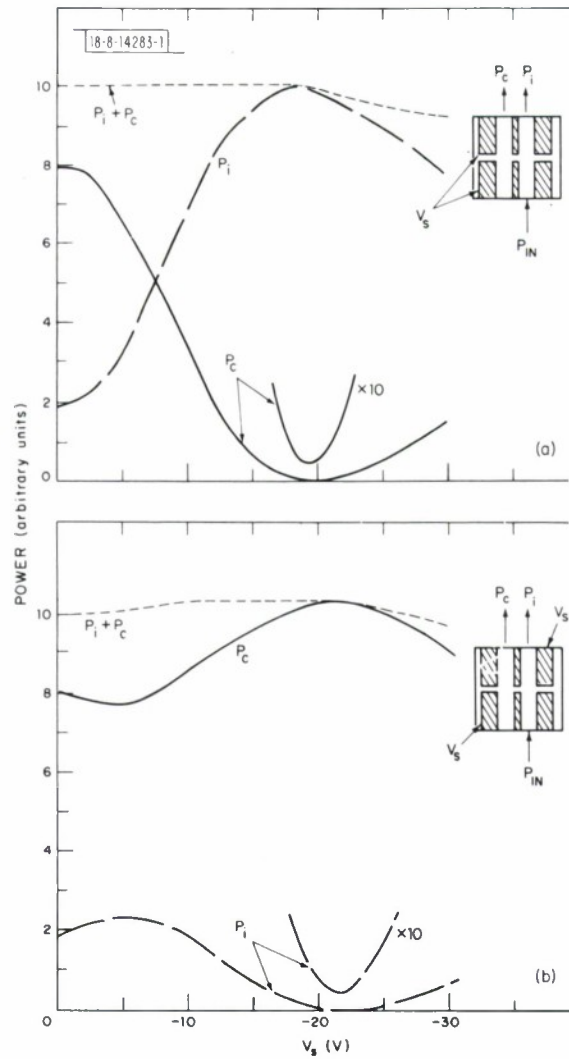 18-8-14283-1
POWER (arbitrary units)
10
8
6
4
2
0
Pi + Pc
Pi
Pc
×10
(a)
Pc Pi
Vs
PIN
10
8
6
4
2
0
Pi + Pc
Pc
Pi
×10
(b)
Pc Pi
Vs
Vs
PIN
0 -10 -20 -30
Vs (V)